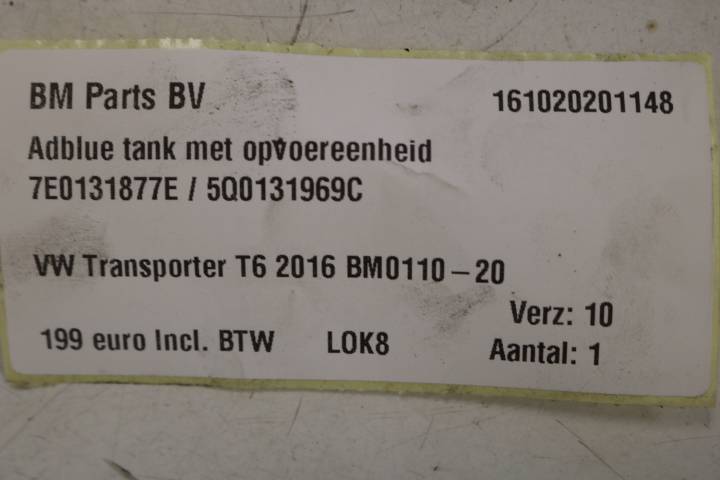 BM Parts BV 161020201148
Adblue tank met opvoereenheid
7E0131877E / 5Q0131969C
VW Transporter T6 2016 BM0110-20
Verz: 10
199 euro Incl. BTW LOK8 Aantal: 1